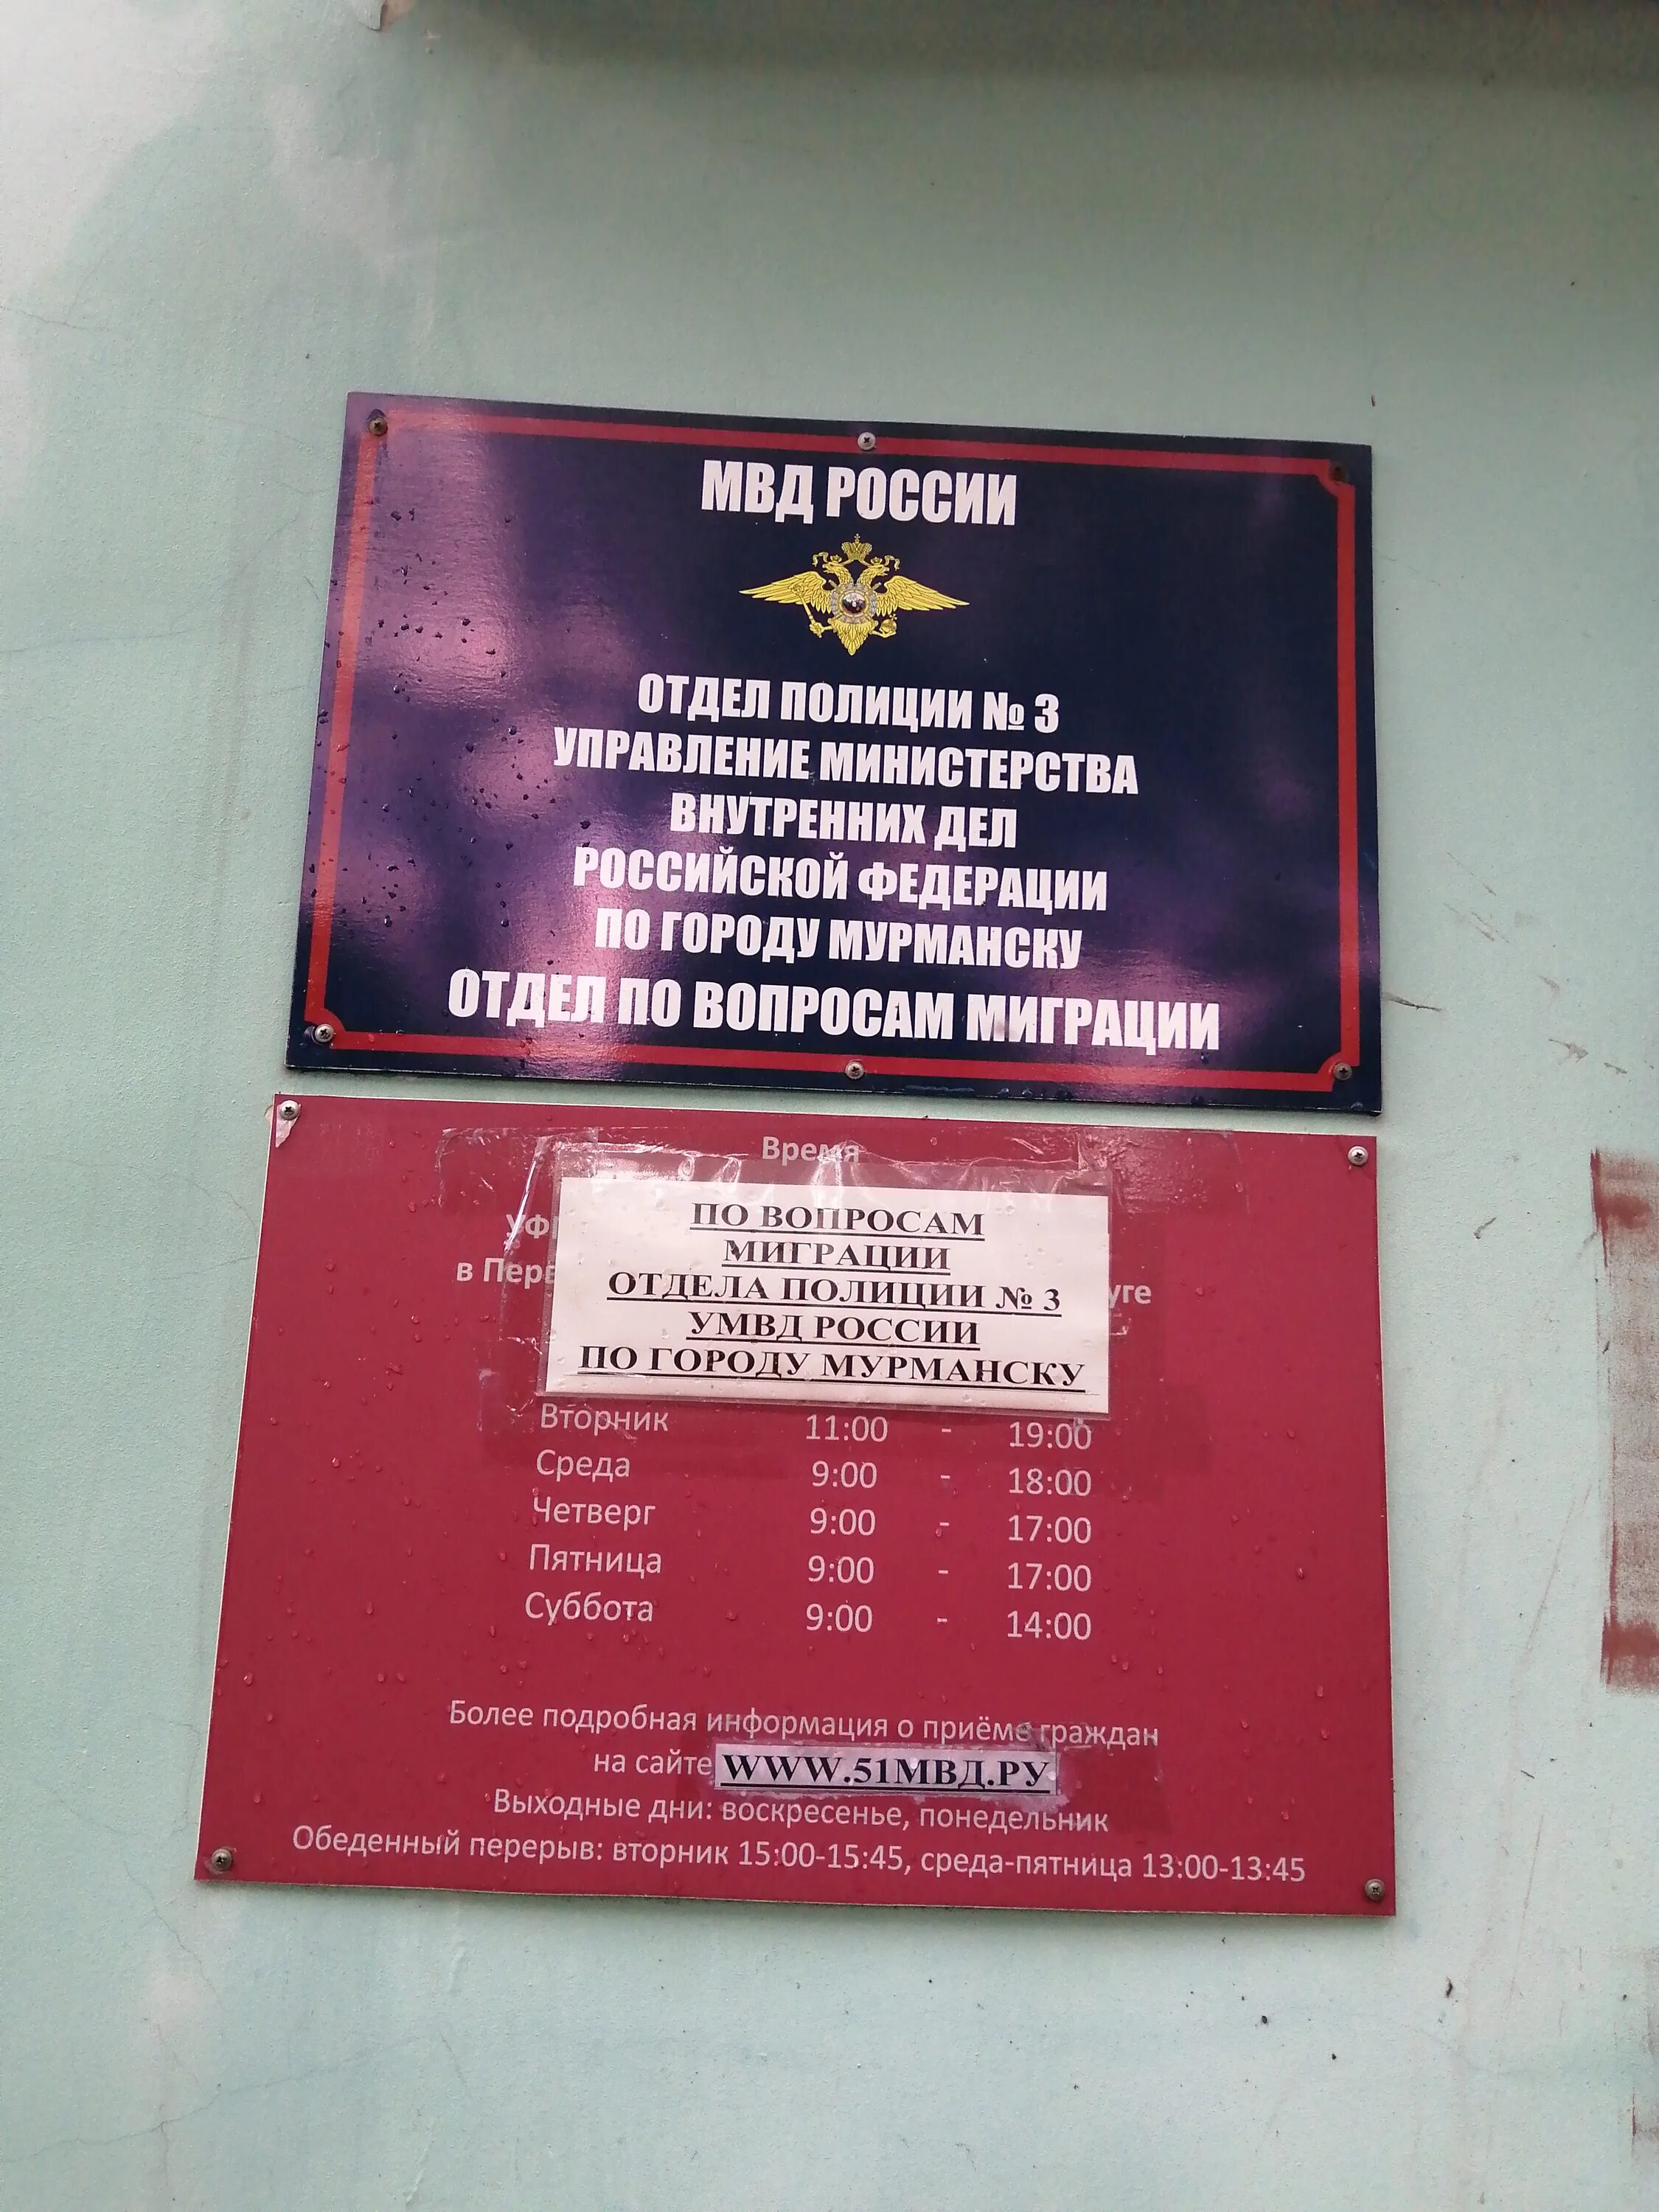 МВД РОССИИ
ОТДЕЛ ПОЛИЦИИ № 3
УПРАВЛЕНИЕ МИНИСТЕРСТВА
ВНУТРЕННИХ ДЕЛ
РОССИЙСКОЙ ФЕДЕРАЦИИ
ПО ГОРОДУ МУРМАНСКУ
ОТДЕЛ ПО ВОПРОСАМ МИГРАЦИИ
Время
ПО ВОПРОСАМ
МИГРАЦИИ
ОТДЕЛА ПОЛИЦИИ № 3
УМВД РОССИИ
ПО ГОРОДУ МУРМАНСКУ
Вторник 11:00 - 19:00
Среда 9:00 - 18:00
Четверг 9:00 - 17:00
Пятница 9:00 - 17:00
Суббота 9:00 - 14:00
Более подробная информация о приёме граждан
на сайте WWW.51МВД.РУ
Выходные дни: воскресенье, понедельник
Обеденный перерыв: вторник 15:00-15:45, среда-пятница 13:00-13:45